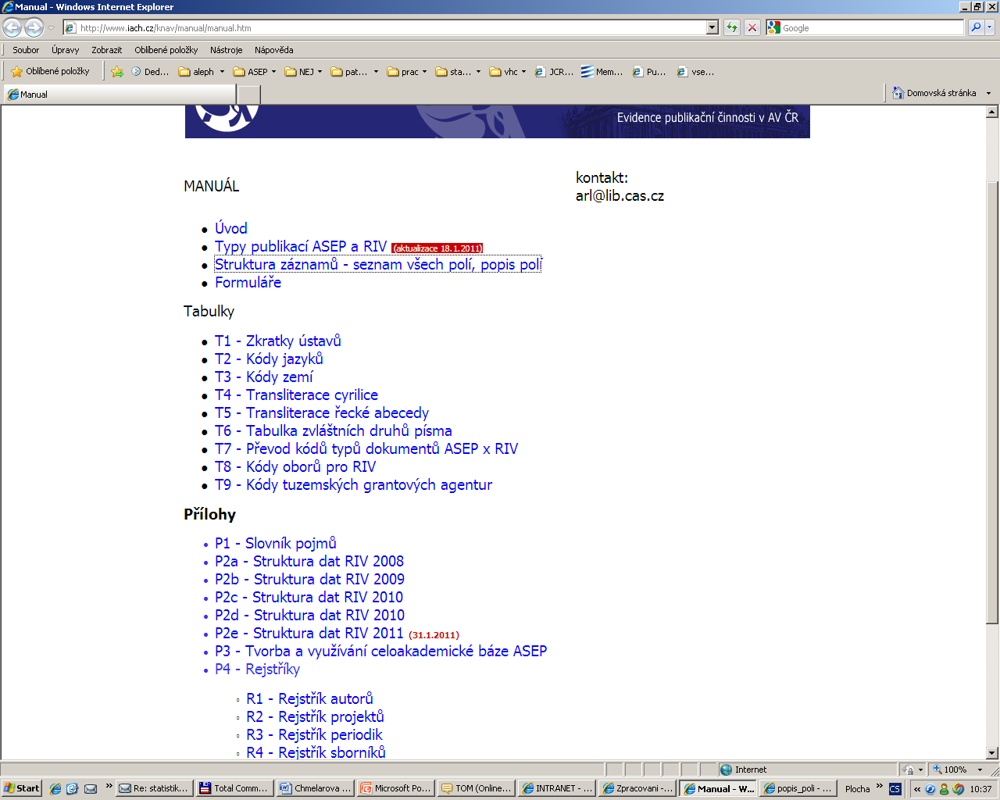 Manual - Windows Internet Explorer
http://www.iach.cz/knav/manual/manual.htm
Google
Soubor Úpravy Zobrazit Oblíbené položky Nástroje Nápověda
Oblíbené položky Ded... aleph ASEP NEJ pat... prac sta... vhc JCR... Mem... Pu... vse...
Manual
Domovská stránka
Evidence publikační činnosti v AV ČR
kontakt:
MANUÁL
arl@lib.cas.cz
Úvod
Typy publikací ASEP a RIV (aktualizace 18.1.2011)
Struktura záznamů - seznam všech polí, popis polí
Formuláře
Tabulky
T1 - Zkratky ústavů
T2 - Kódy jazyků
T3 - Kódy zemí
T4 - Transliterace cyrilice
T5 - Transliterace řecké abecedy
T6 - Tabulka zvláštních druhů písma
T7 - Převod kódů typů dokumentů ASEP x RIV
T8 - Kódy oborů pro RIV
T9 - Kódy tuzemských grantových agentur
Přílohy
P1 - Slovník pojmů
P2a - Struktura dat RIV 2008
P2b - Struktura dat RIV 2009
P2c - Struktura dat RIV 2010
P2d - Struktura dat RIV 2010
P2e - Struktura dat RIV 2011 (31.1.2011)
P3 - Tvorba a využívání celoakademické báze ASEP
P4 - Rejstříky
R1 - Rejstřík autorů
R2 - Rejstřík projektů
R3 - Rejstřík periodik
R4 - Rejstřík sborníků
Internet
100%
Start » Re: statistik... Total Comm... Chmelarova ... Microsoft Po... TOM (Online... INTRANET - ... Zpracovani -... Manual - W... popis_poli - ... Plocha » CS « 10:37